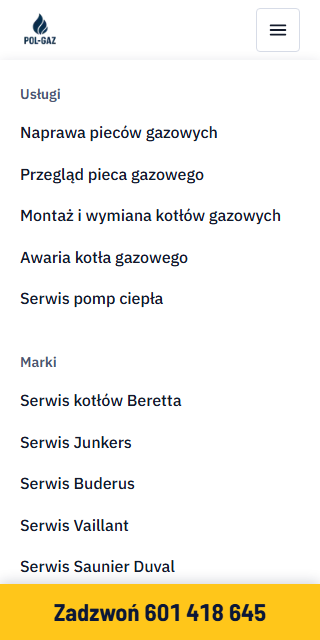 POL-GAZ
Usługi
Naprawa pieców gazowych
Przegląd pieca gazowego
Montaż i wymiana kotłów gazowych
Awaria kotła gazowego
Serwis pomp ciepła
Marki
Serwis kotłów Beretta
Serwis Junkers
Serwis Buderus
Serwis Vaillant
Serwis Saunier Duval
Zadzwoń 601 418 645